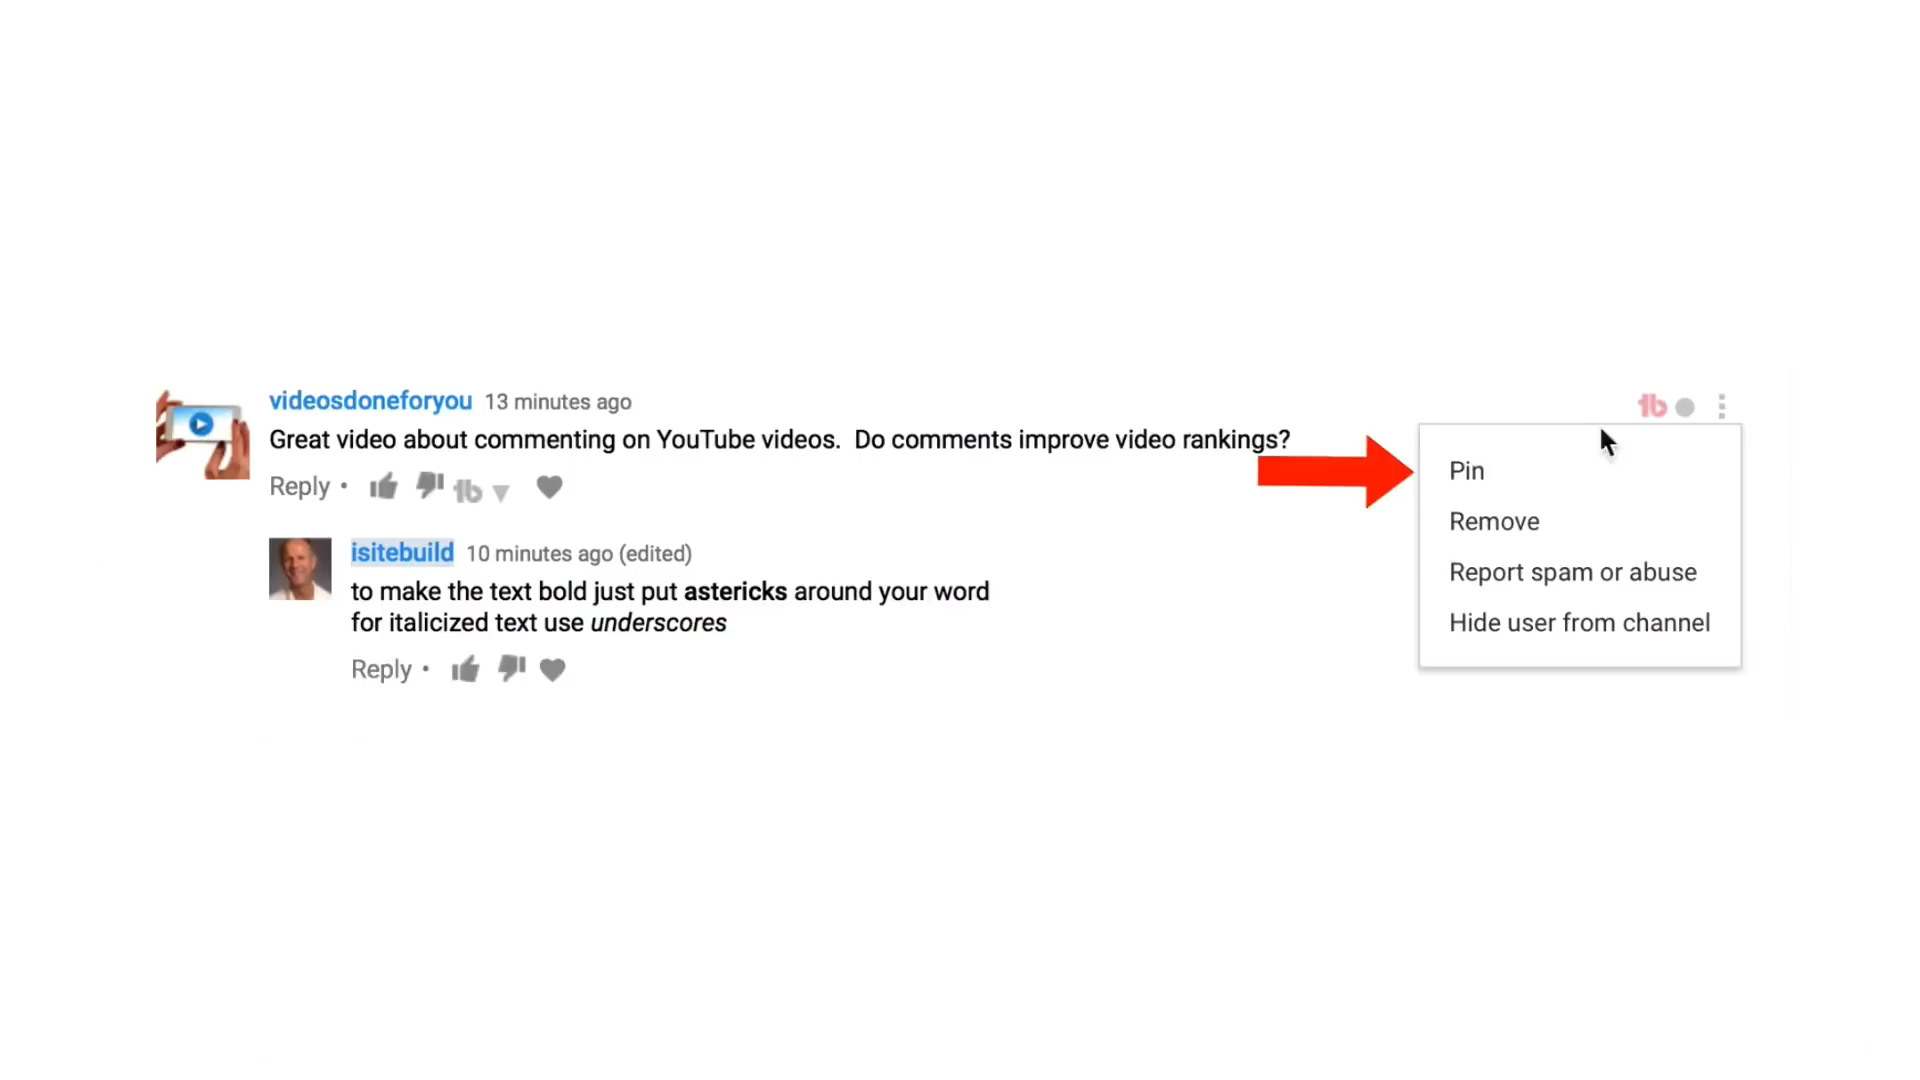 videosdoneforyou 13 minutes ago
Great video about commenting on YouTube videos.  Do comments improve video rankings?
Reply •
tb
isitebuild 10 minutes ago (edited)
to make the text bold just put astericks around your word
for italicized text use underscores
Reply •
tb
Pin
Remove
Report spam or abuse
Hide user from channel